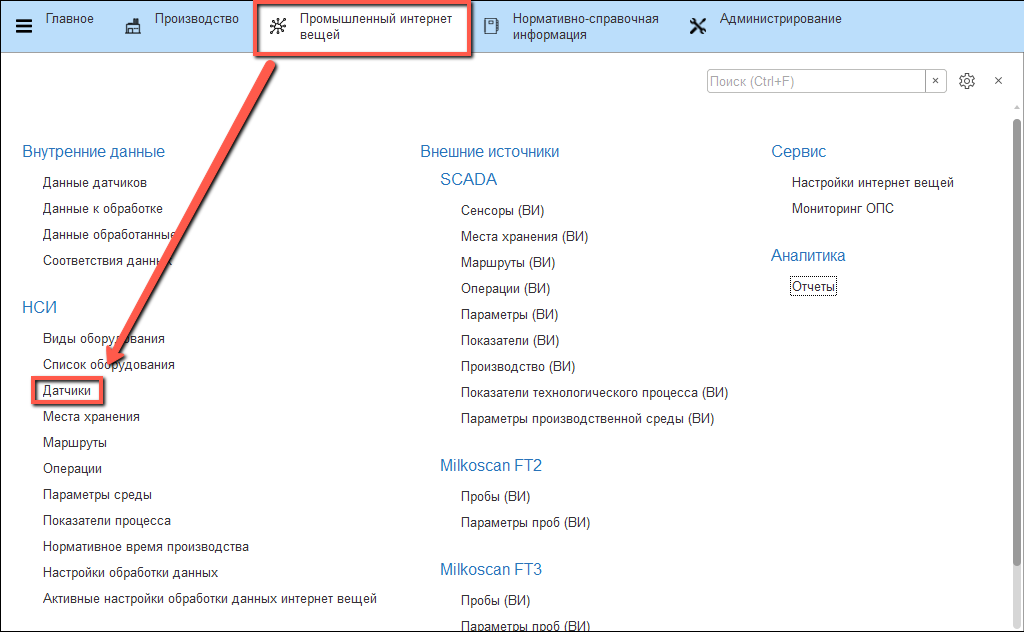 Главное
Производство
Промышленный интернет
вещей
Нормативно-справочная
информация
Администрирование
Поиск (Ctrl+F)
Внутренние данные
Данные датчиков
Данные к обработке
Данные обработанные
Соответствия данных
НСИ
Виды оборудования
Список оборудования
Датчики
Места хранения
Маршруты
Операции
Параметры среды
Показатели процесса
Нормативное время производства
Настройки обработки данных
Активные настройки обработки данных интернет вещей
Внешние источники
SCADA
Сенсоры (ВИ)
Места хранения (ВИ)
Маршруты (ВИ)
Операции (ВИ)
Параметры (ВИ)
Показатели (ВИ)
Производство (ВИ)
Показатели технологического процесса (ВИ)
Параметры производственной среды (ВИ)
Milkoscan FT2
Пробы (ВИ)
Параметры проб (ВИ)
Milkoscan FT3
Пробы (ВИ)
Параметры проб (ВИ)
Сервис
Настройки интернет вещей
Мониторинг ОПС
Аналитика
Отчеты